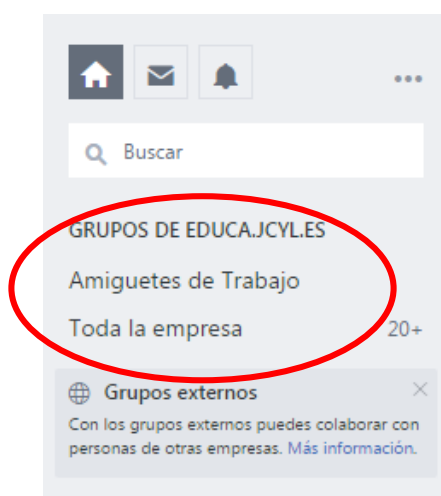 Buscar
GRUPOS DE EDUCA.JCYL.ES
Amiguetes de Trabajo
Toda la empresa 20+
Grupos externos
Con los grupos externos puedes colaborar con
personas de otras empresas. Más información.